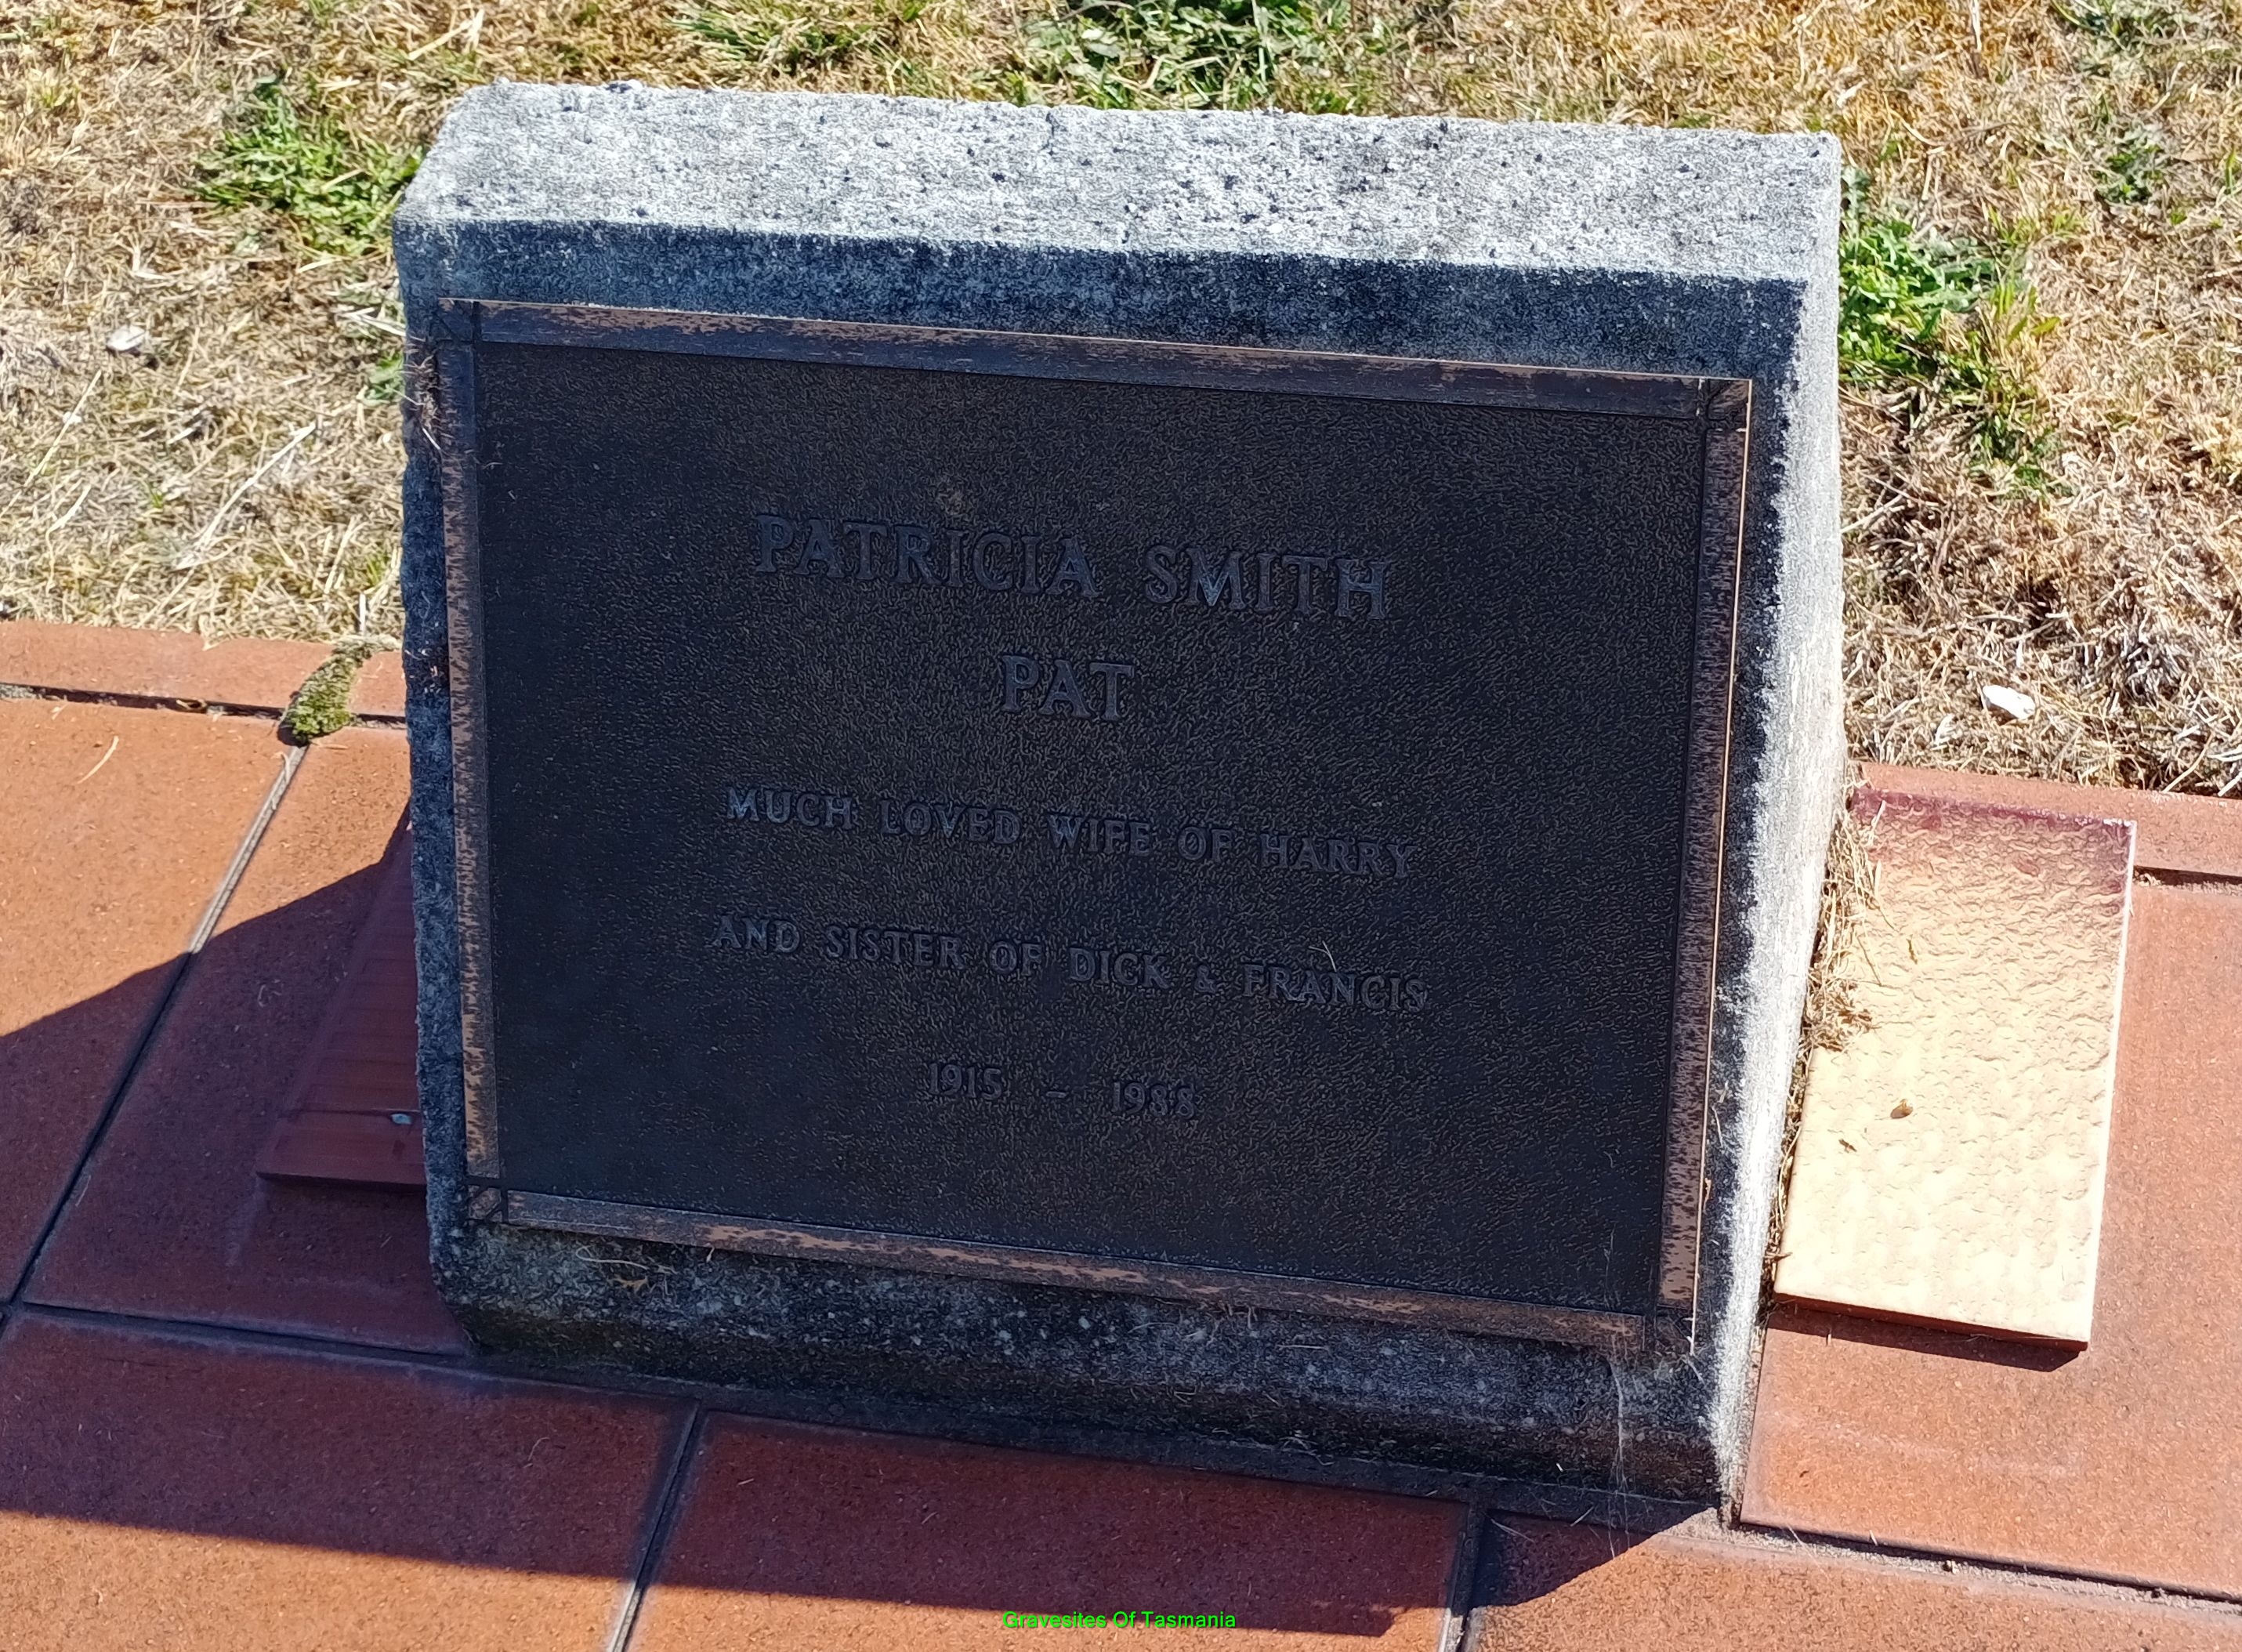 PATRICIA SMITH
PAT
MUCH LOVED WIFE OF HARRY
AND SISTER OF DICK & FRANCIS
1915 - 1988
Gravesites Of Tasmania